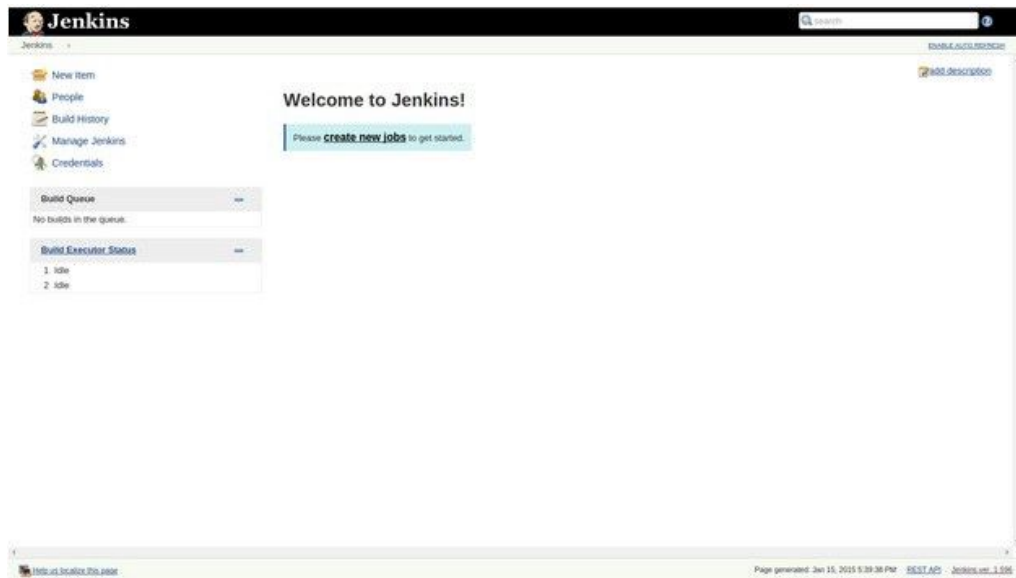 Jenkins
search
Jenkins
ENABLE AUTO REFRESH
add description
New Item
People
Build History
Manage Jenkins
Credentials
Build Queue
No builds in the queue.
Build Executor Status
1 Idle
2 Idle
Welcome to Jenkins!
Please create new jobs to get started.
Help us localize this page
Page generated: Jan 15, 2015 5:39:38 PM REST API Jenkins ver. 1.596